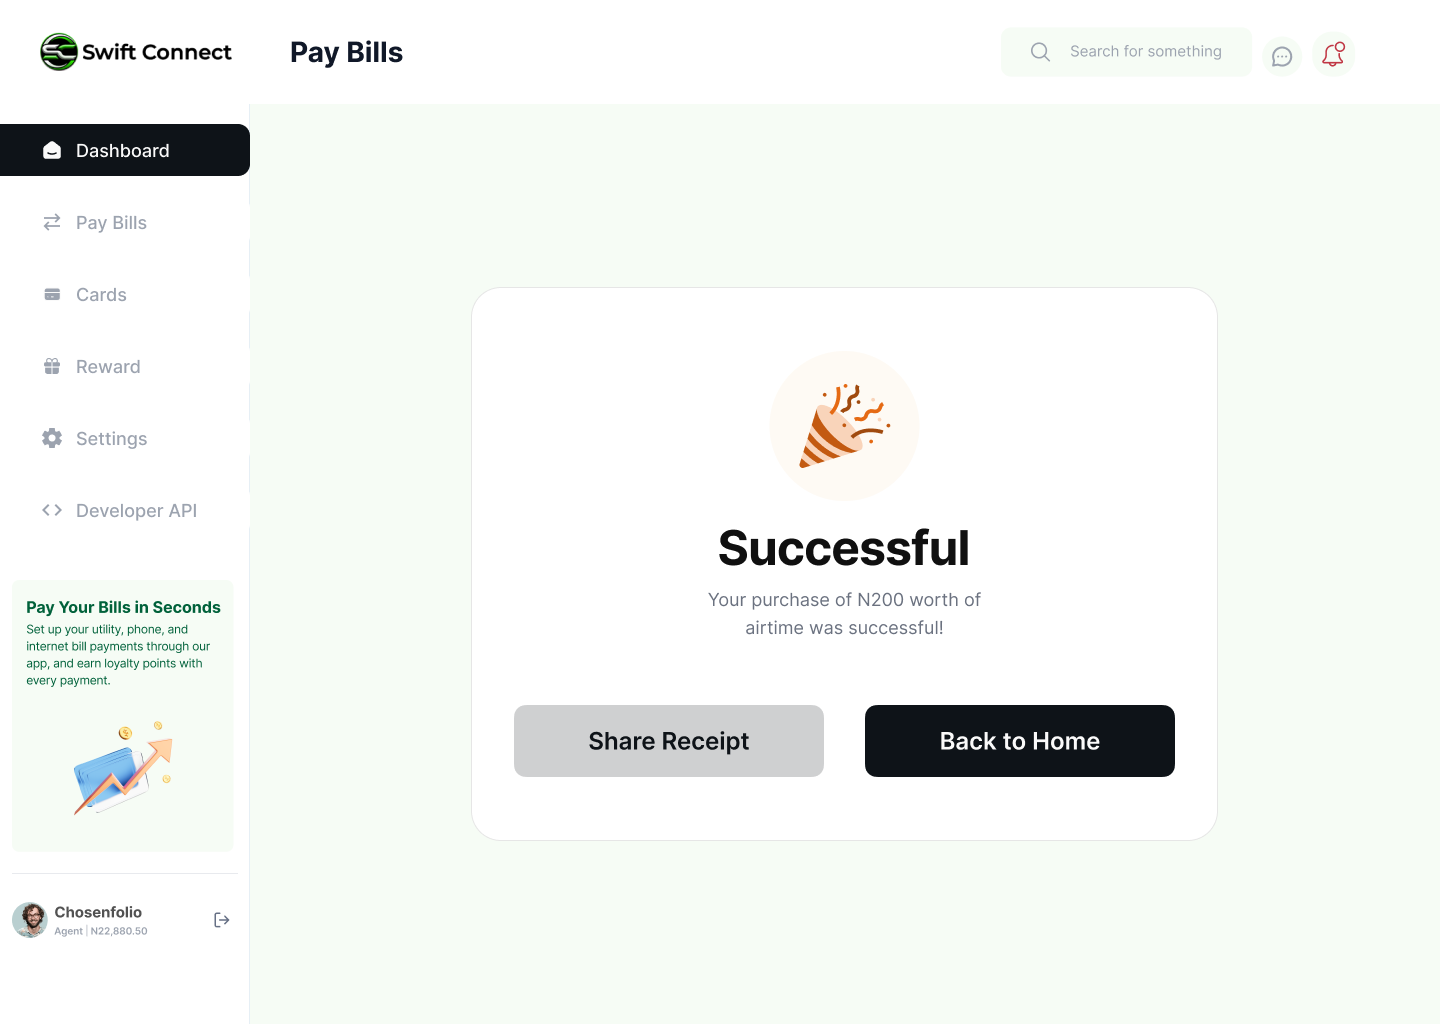 Swift Connect
Pay Bills
Search for something
Dashboard
Pay Bills
Cards
Reward
Settings
Developer API
Pay Your Bills in Seconds
Set up your utility, phone, and
internet bill payments through our
app, and earn loyalty points with
every payment.
Chosenfolio
Agent | N22,880.50
Successful
Your purchase of N200 worth of
airtime was successful!
Share Receipt
Back to Home